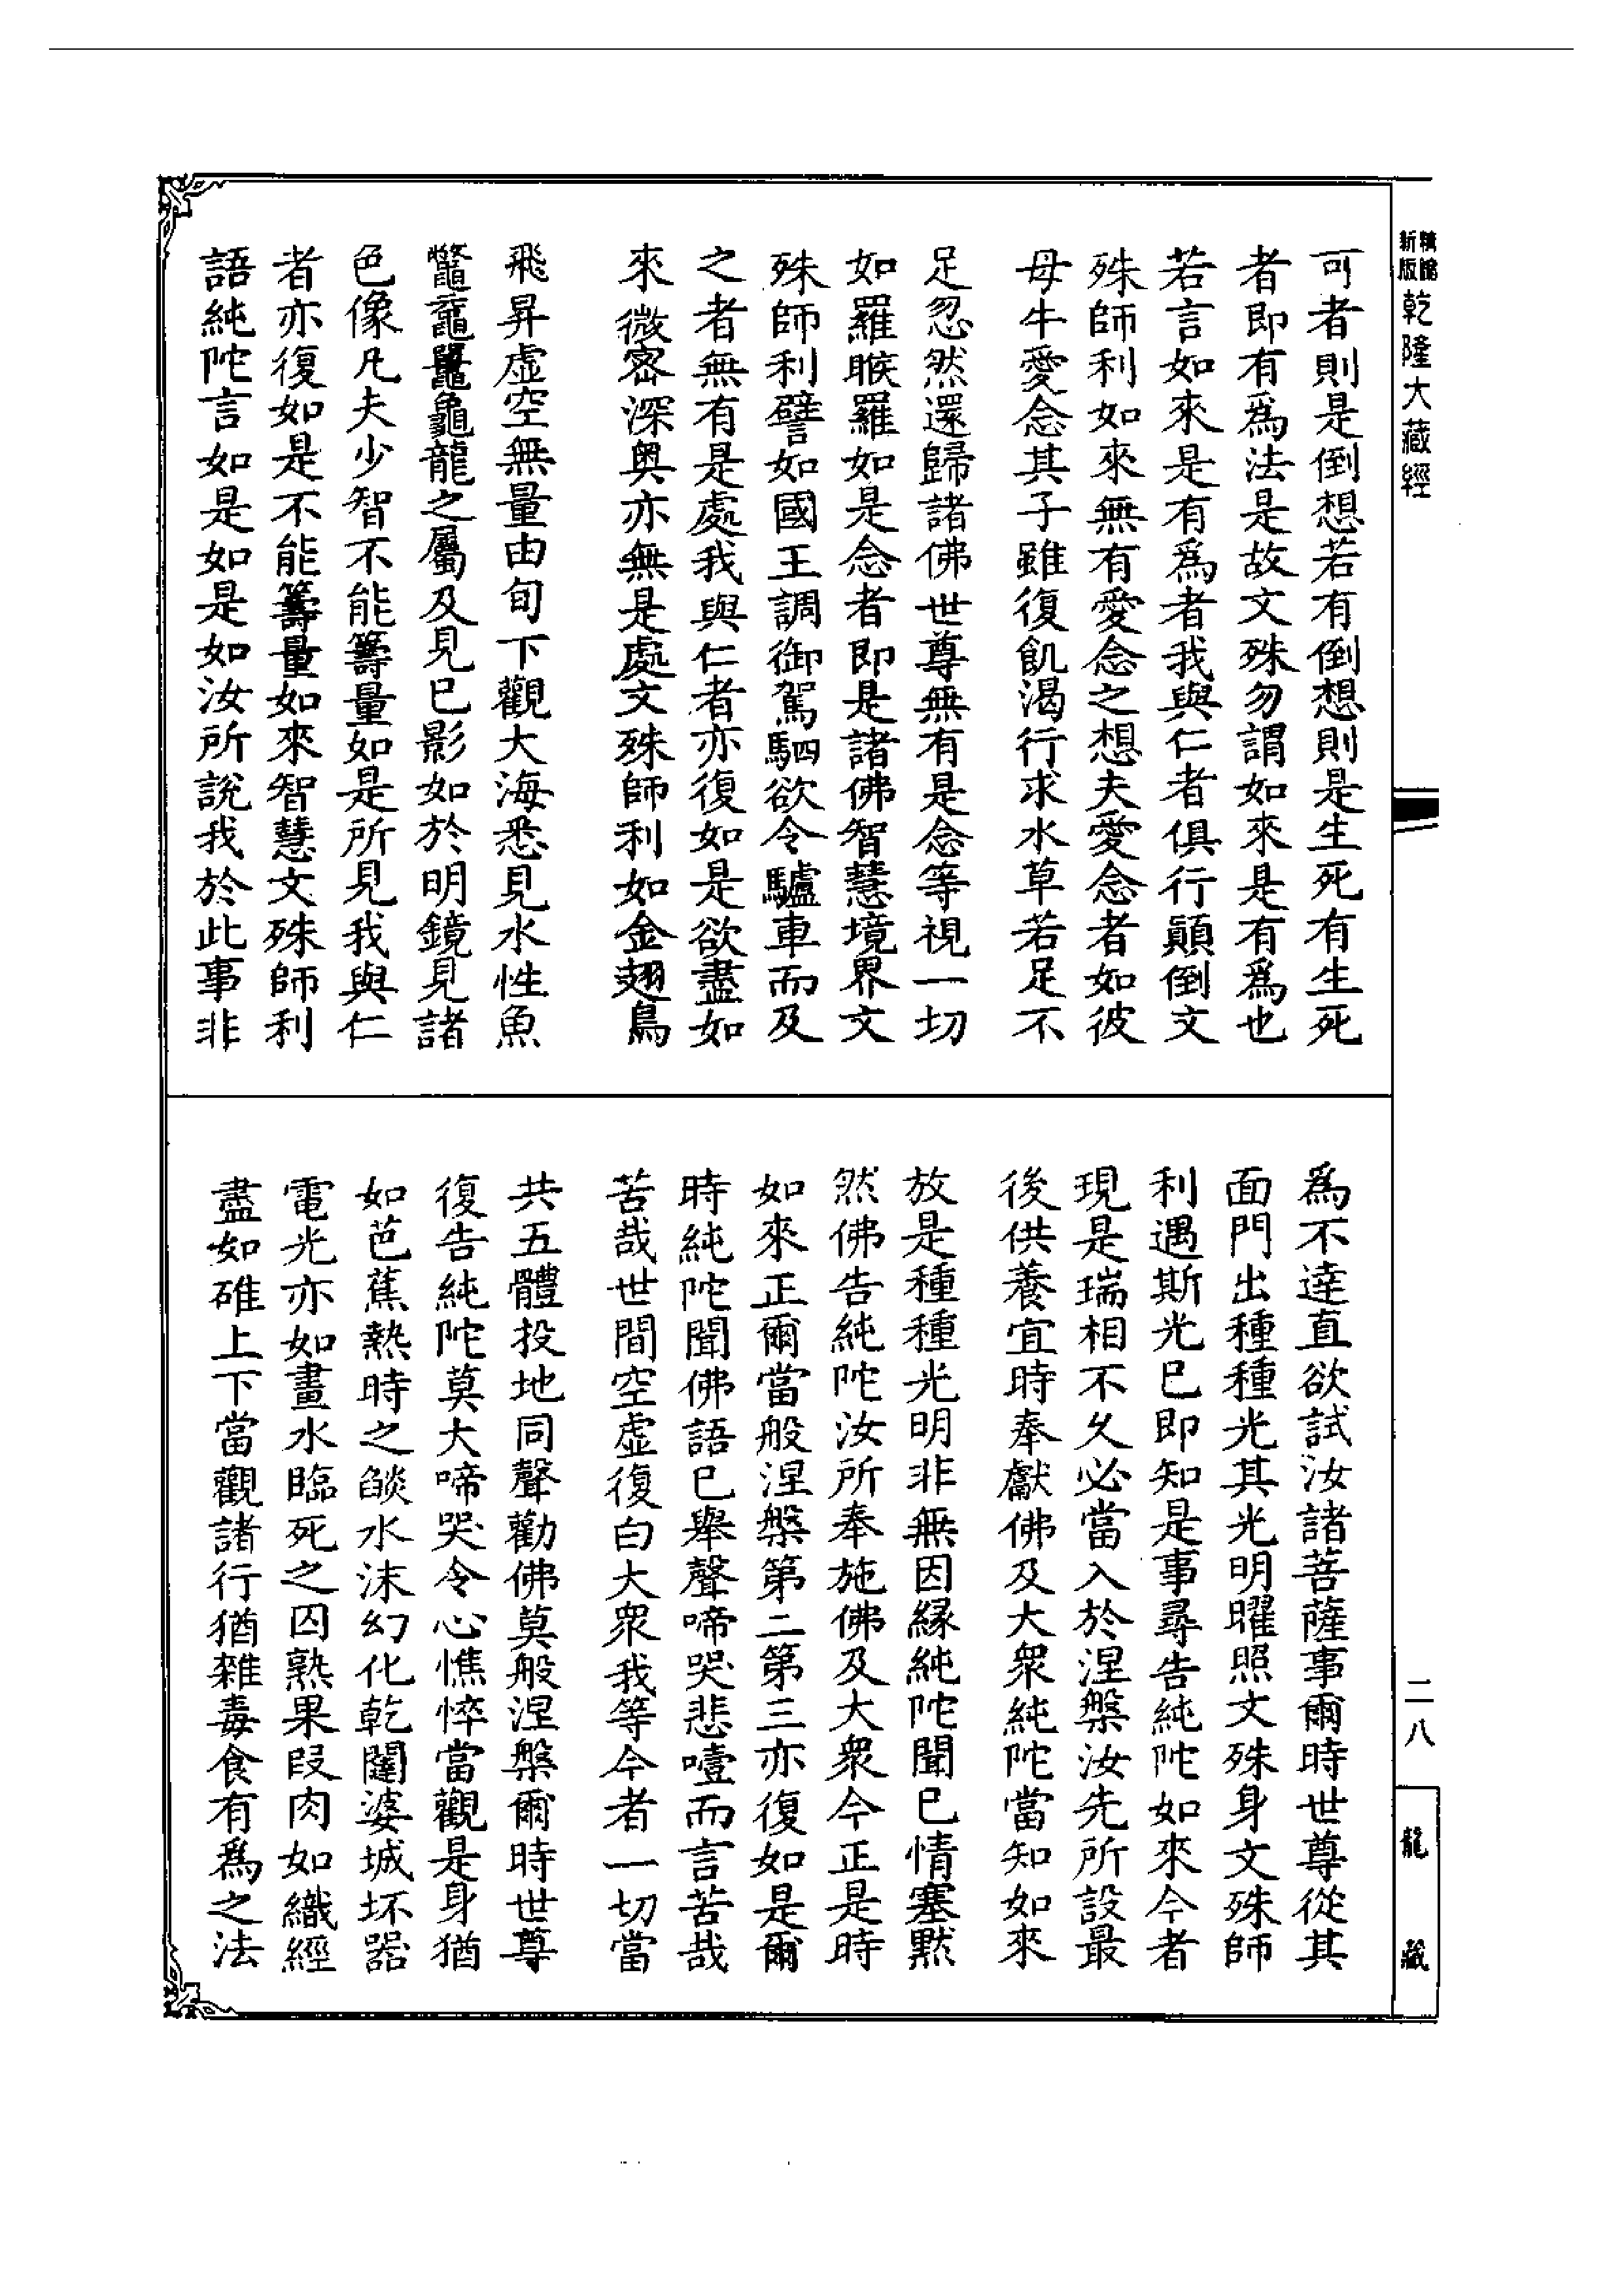 新版
精縮
乾隆大藏經
可者則是倒想若有倒想則是生死有生死
者即有爲法是故文殊勿謂如來是有爲也
若言如來是有爲者我與仁者俱行顚倒文
殊師利如來無有愛念之想夫愛念者如彼
母牛愛念其子雖復飢渴行求水草若足不
足忽然還歸諸佛世尊無有是念等視一切
如羅睺羅如是念者即是諸佛智慧境界文
殊師利譬如國王調御駕駟欲令驢車而及
之者無有是處我與仁者亦復如是欲盡如
來微密深奥亦無是處文殊師利如金翅鳥
飛昇虛空無量由旬下觀大海悉見水性魚
鼈黿鼉龜龍之屬及見已影如於明鏡見諸
色像凡夫少智不能籌量如是所見我與仁
者亦復如是不能籌量如來智慧文殊師利
語純陀言如是如是如汝所說我於此事非
爲不達直欲試汝諸菩薩事爾時世尊從其
面門出種種光其光明曜照文殊身文殊師
利遇斯光已即知是事尋告純陀如來今者
現是瑞相不久必當入於涅槃汝先所設最
後供養宜時奉獻佛及大衆純陀當知如來
放是種種光明非無因緣純陀聞已情塞默
然佛告純陀汝所奉施佛及大衆今正是時
如來正爾當般涅槃第二第三亦復如是爾
時純陀聞佛語已舉聲啼哭悲噎而言苦哉
苦哉世間空虛復白大衆我等今者一切當
共五體投地同聲勸佛莫般涅槃爾時世尊
復告純陀莫大啼哭令心憔悴當觀是身猶
如芭蕉熱時之燄水沫幻化乾闥婆城坏器
電光亦如畫水臨死之囚熟果段肉如織經
盡如碓上下當觀諸行猶雜毒食有爲之法
二八
龍藏